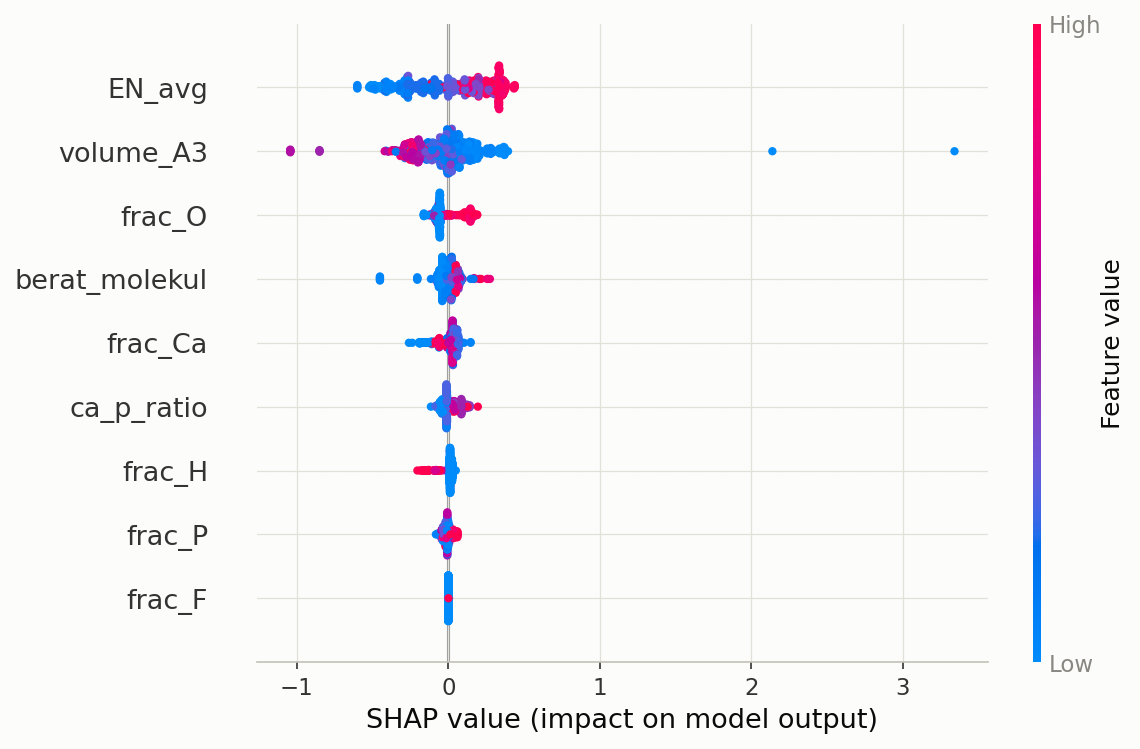 High
EN_avg
volume_A3
frac_O
berat_molekul
frac_Ca
ca_p_ratio
frac_H
frac_P
frac_F
Feature value
Low
−1 0 1 2 3
SHAP value (impact on model output)